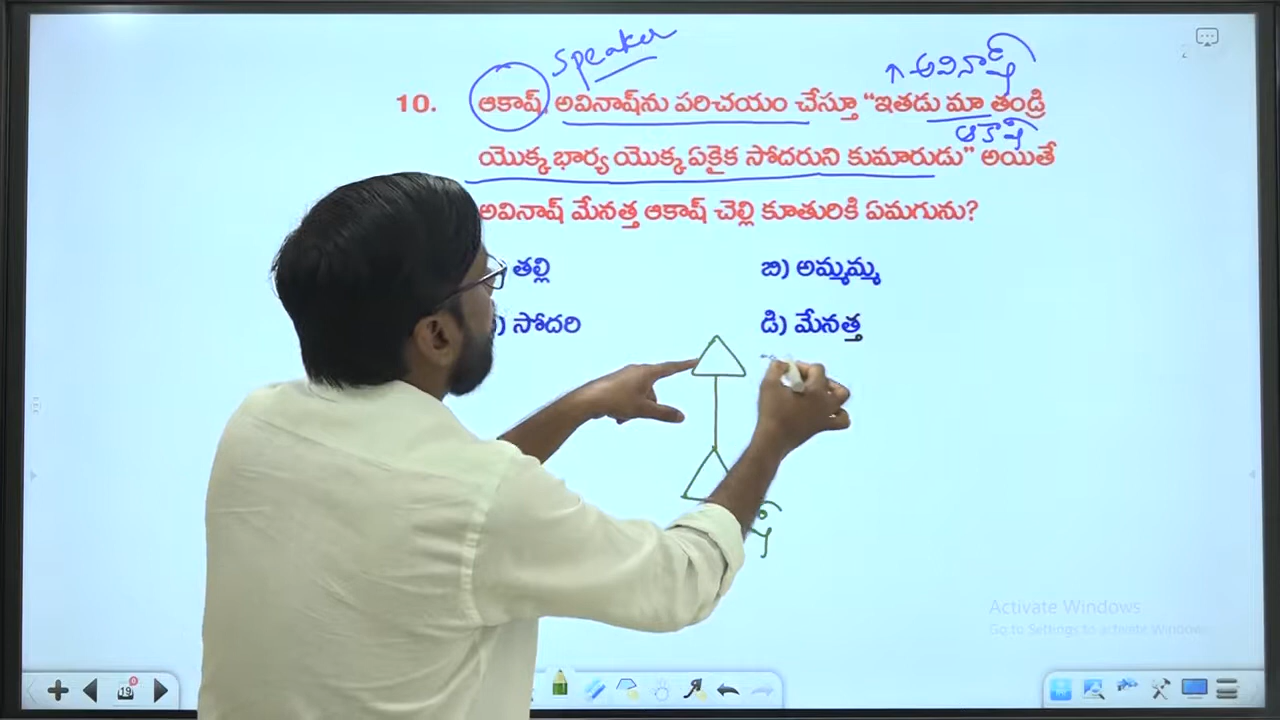 speaker
↑ అవినాష్
10. ఆకాష్, అవినాష్‌ను పరిచయం చేస్తూ “ఇతడు మా తండ్రి
ఆకాష్
యొక్క భార్య యొక్క ఏకైక సోదరుని కుమారుడు” అయితే
అవినాష్ మేనత్త ఆకాష్ చెల్లి కూతురికి ఏమగును?
తల్లి బి) అమ్మమ్మ
) సోదరి డి) మేనత్త
Activate Windows
Go to Settings to activate Windows.
19